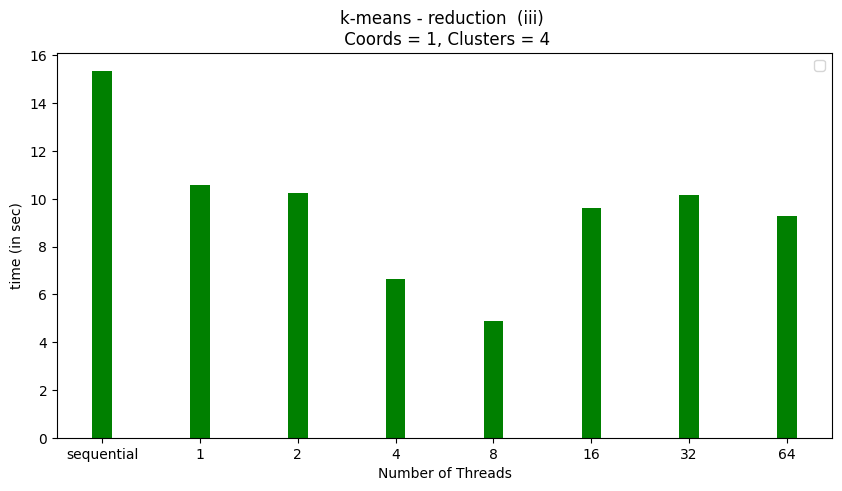 k-means - reduction  (iii)
Coords = 1, Clusters = 4
time (in sec)
16
14
12
10
8
6
4
2
0
sequential 1 2 4 8 16 32 64
Number of Threads